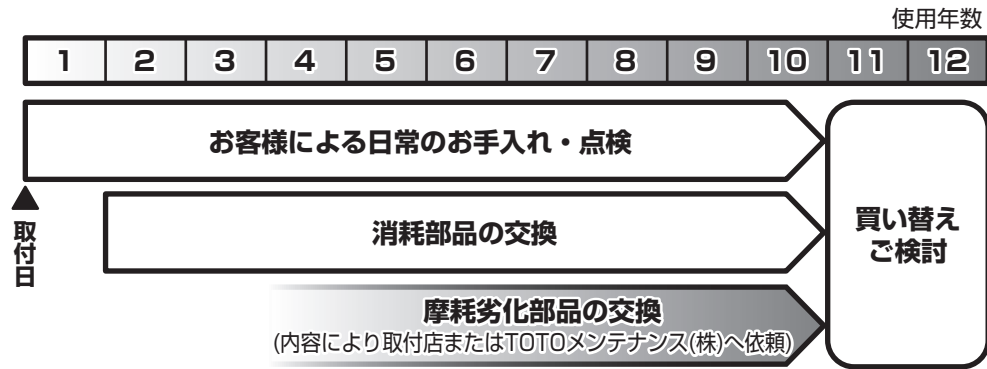 使用年数
1 2 3 4 5 6 7 8 9 10 11 12
お客様による日常のお手入れ・点検
取付日
消耗部品の交換
買い替え
ご検討
摩耗劣化部品の交換
(内容により取付店またはTOTOメンテナンス(株)へ依頼)